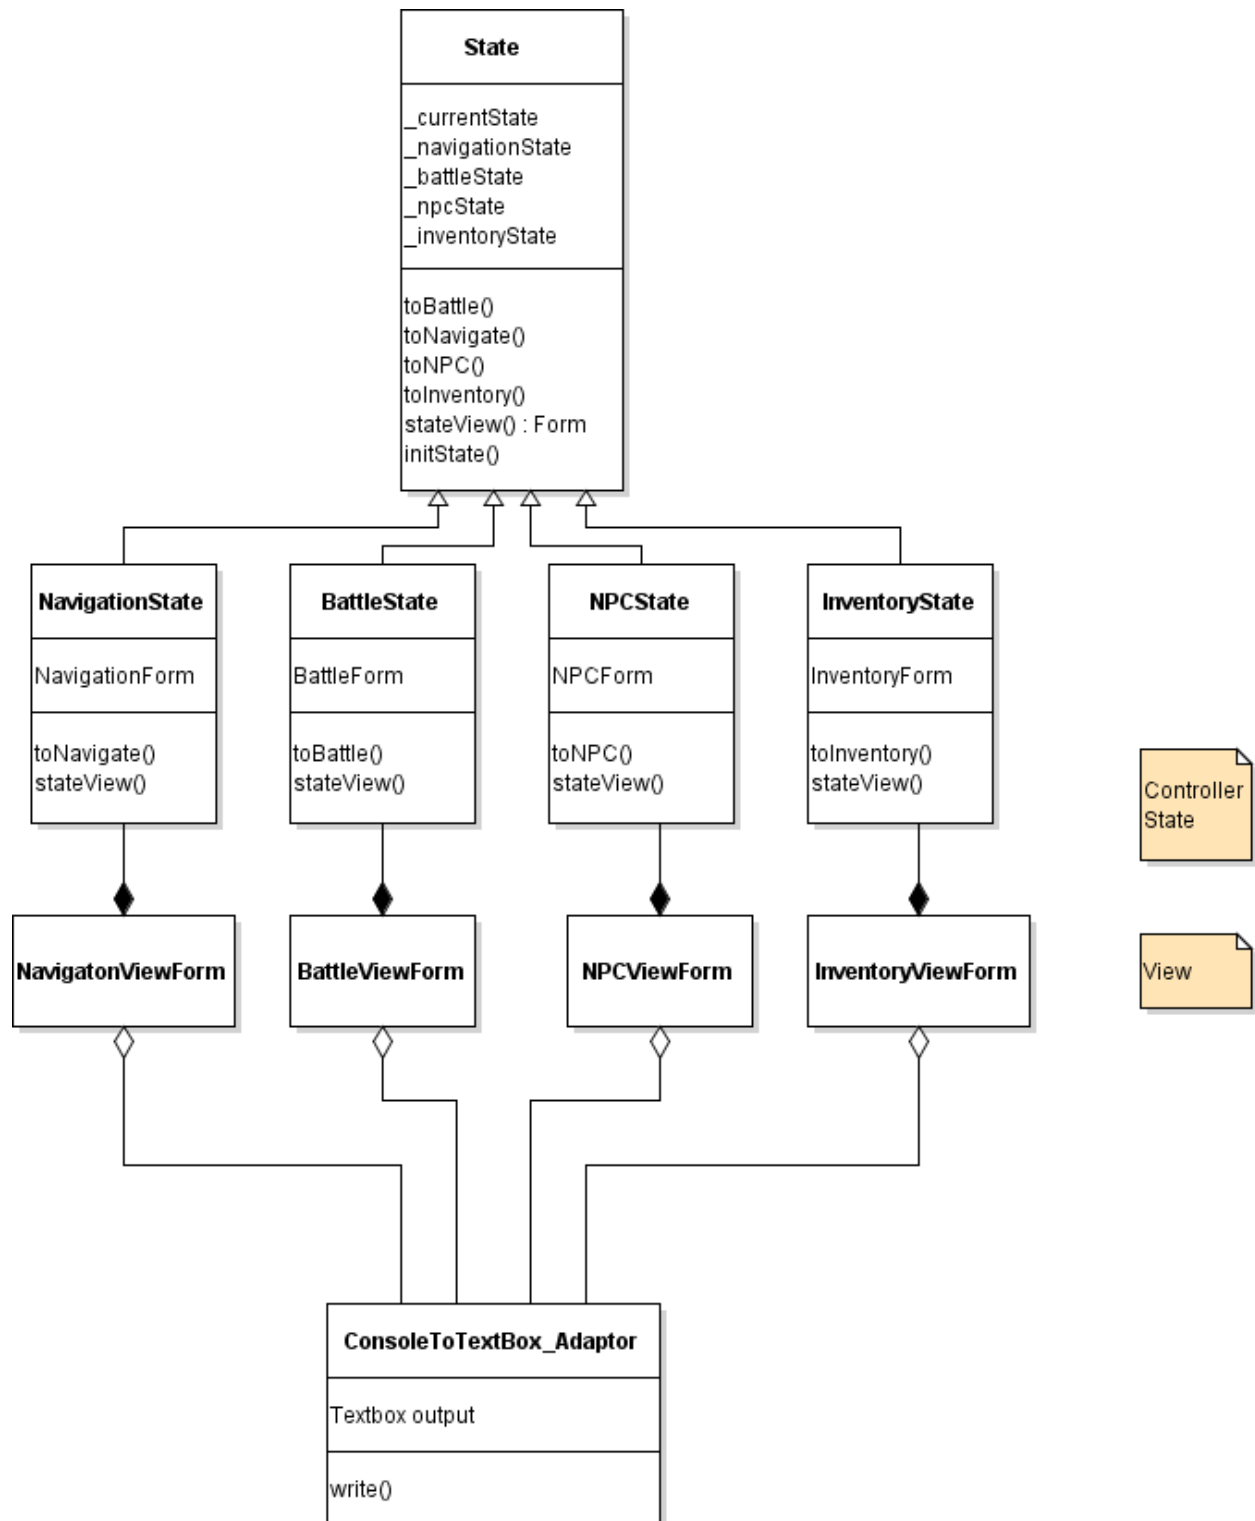 State
_currentState
_navigationState
_battleState
_npcState
_inventoryState
toBattle()
toNavigate()
toNPC()
toInventory()
stateView() : Form
initState()
NavigationState
NavigationForm
toNavigate()
stateView()
BattleState
BattleForm
toBattle()
stateView()
NPCState
NPCForm
toNPC()
stateView()
InventoryState
InventoryForm
toInventory()
stateView()
Controller
State
NavigatonViewForm
BattleViewForm
NPCViewForm
InventoryViewForm
View
ConsoleToTextBox_Adaptor
Textbox output
write()